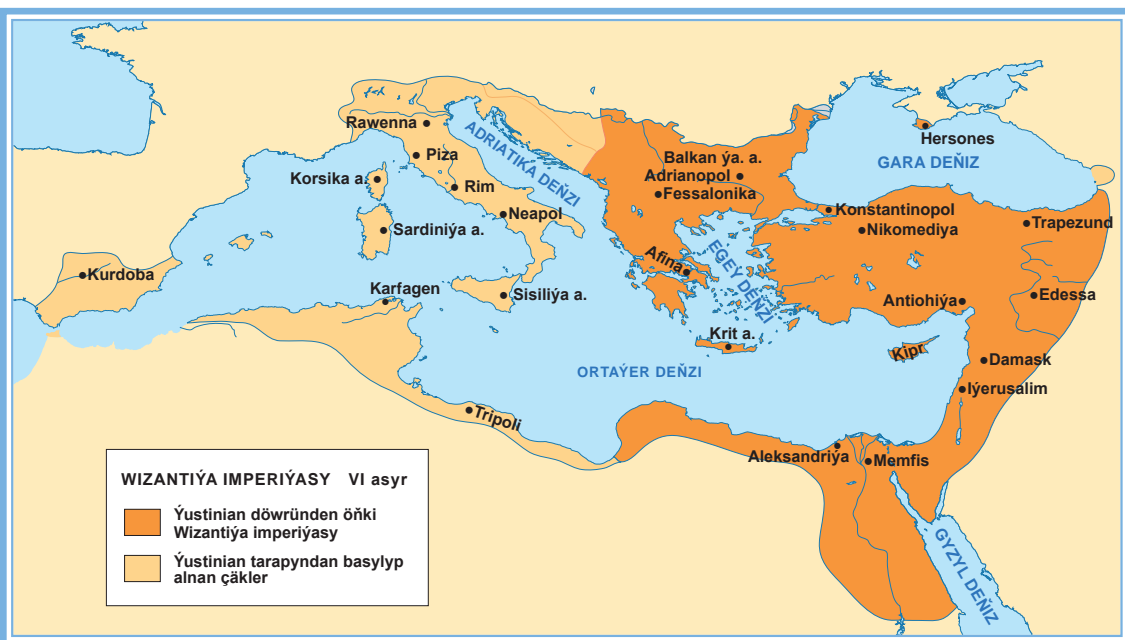 Rawenna
ADRIATIKA DEŇZI
Hersones
Piza
Balkan ýa. a.
GARA DEŇIZ
Adrianopol
Korsika a.
Rim
Fessalonika
Neapol
Konstantinopol
Trapezund
Sardiniýa a.
Nikomediya
EGEÝ DEŇZI
Afina
Kurdoba
Karfagen
Sisiliýa a.
Antiohiýa
Edessa
Krit a.
Kipr
Damask
ORTAÝER DEŇZI
Iýerusalim
Tripoli
Aleksandriýa
Memfis
GYZYL DEŇIZ
WIZANTIÝA IMPERIÝASY VI asyr
Ýustinian döwründen öňki
Wizantiýa imperiýasy
Ýustinian tarapyndan basylyp
alnan çäkler